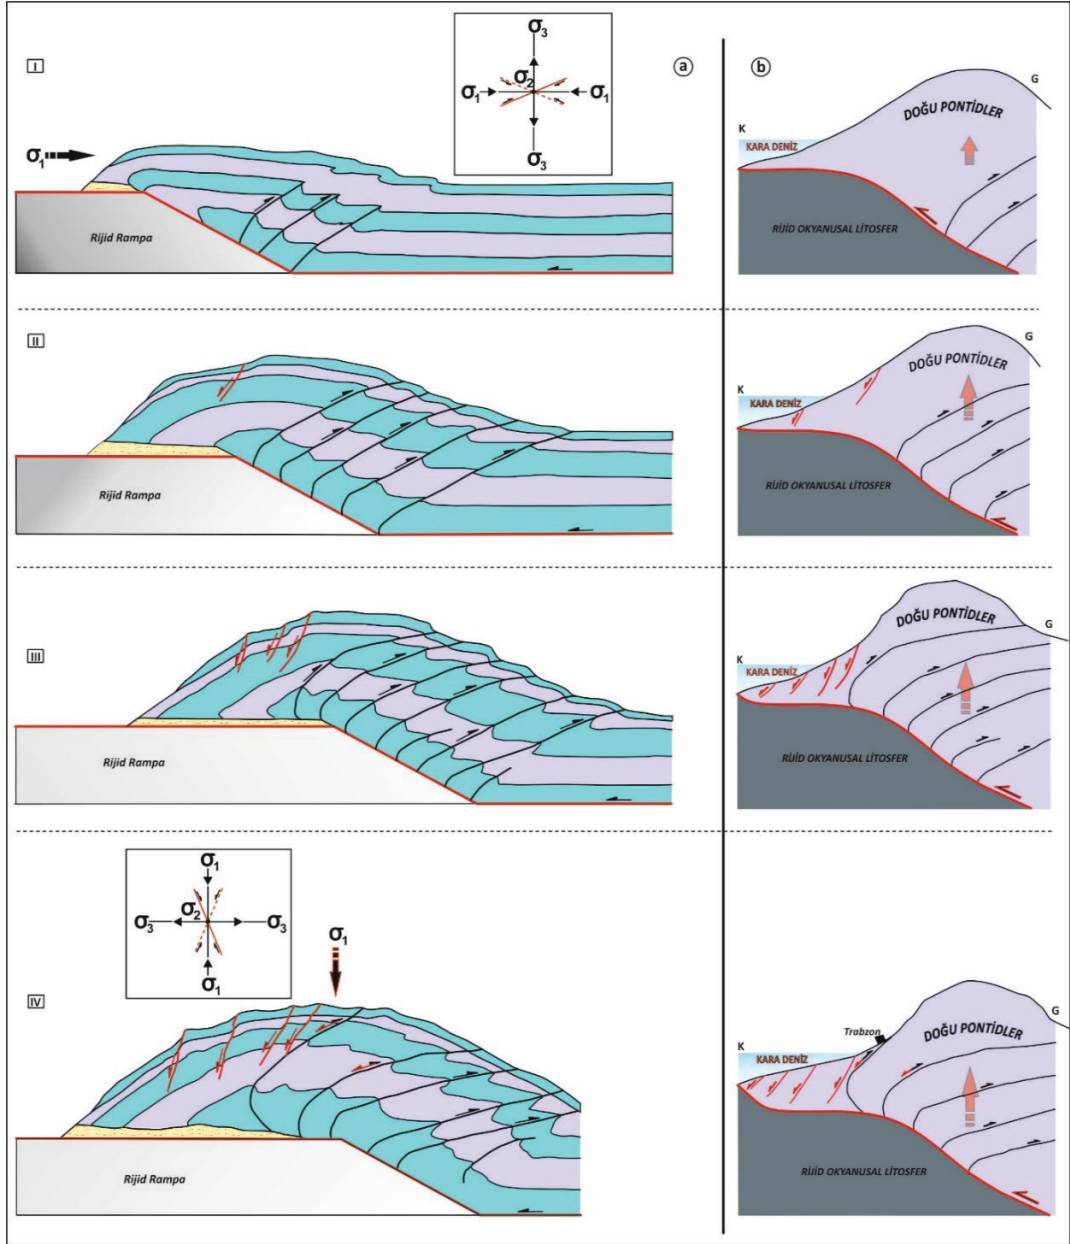 I
σ3
σ2
σ1
σ1
σ3
a
b
σ1
Rijid Rampa
K
G
DOĞU PONTİDLER
KARA DENİZ
RİJİD OKYANUSAL LİTOSFER
II
Rijid Rampa
K
G
DOĞU PONTİDLER
KARA DENİZ
RİJİD OKYANUSAL LİTOSFER
III
Rijid Rampa
K
G
DOĞU PONTİDLER
KARA DENİZ
RİJİD OKYANUSAL LİTOSFER
σ1
σ3
σ2
σ3
σ1
σ1
IV
Rijid Rampa
Trabzon
K
G
DOĞU PONTİDLER
KARA DENİZ
RİJİD OKYANUSAL LİTOSFER